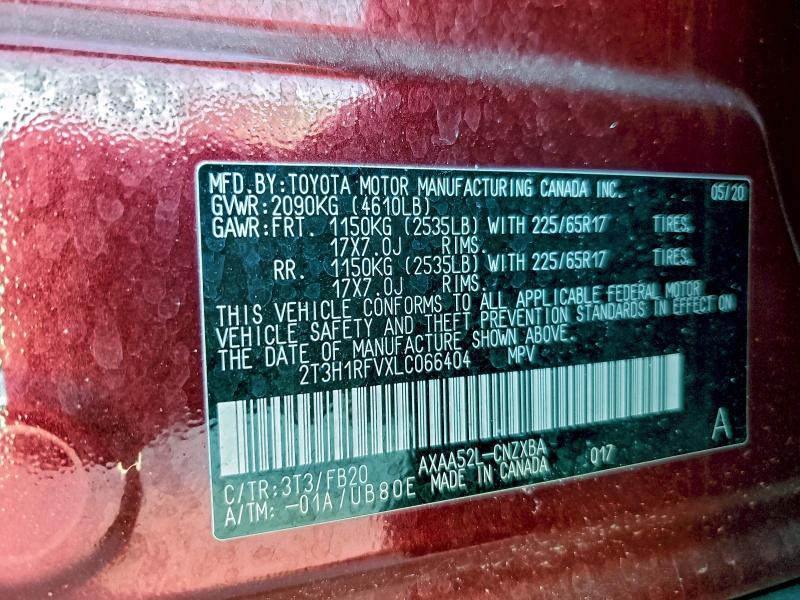 MFD.BY:TOYOTA MOTOR MANUFACTURING CANADA INC. 05/20
GVWR:2090KG (4610LB)
GAWR:FRT. 1150KG (2535LB) WITH 225/65R17 TIRES.
17X7.0J RIMS.
RR. 1150KG (2535LB) WITH 225/65R17 TIRES.
17X7.0J RIMS.
THIS VEHICLE CONFORMS TO ALL APPLICABLE FEDERAL MOTOR
VEHICLE SAFETY AND THEFT PREVENTION STANDARDS IN EFFECT ON
THE DATE OF MANUFACTURE SHOWN ABOVE.
2T3H1RFVXLC066404 MPV
A
C/TR:3T3/FB20 AXAA52L-CNZXBA 017
A/TM: -01A/UB80E MADE IN CANADA